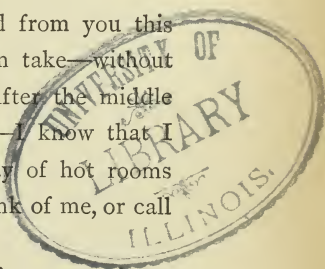 d from you this
n take—without
after the middle
—I know that I
y of hot rooms
nk of me, or call
UNIVERSITY OF
LIBRARY
ILLINOIS.